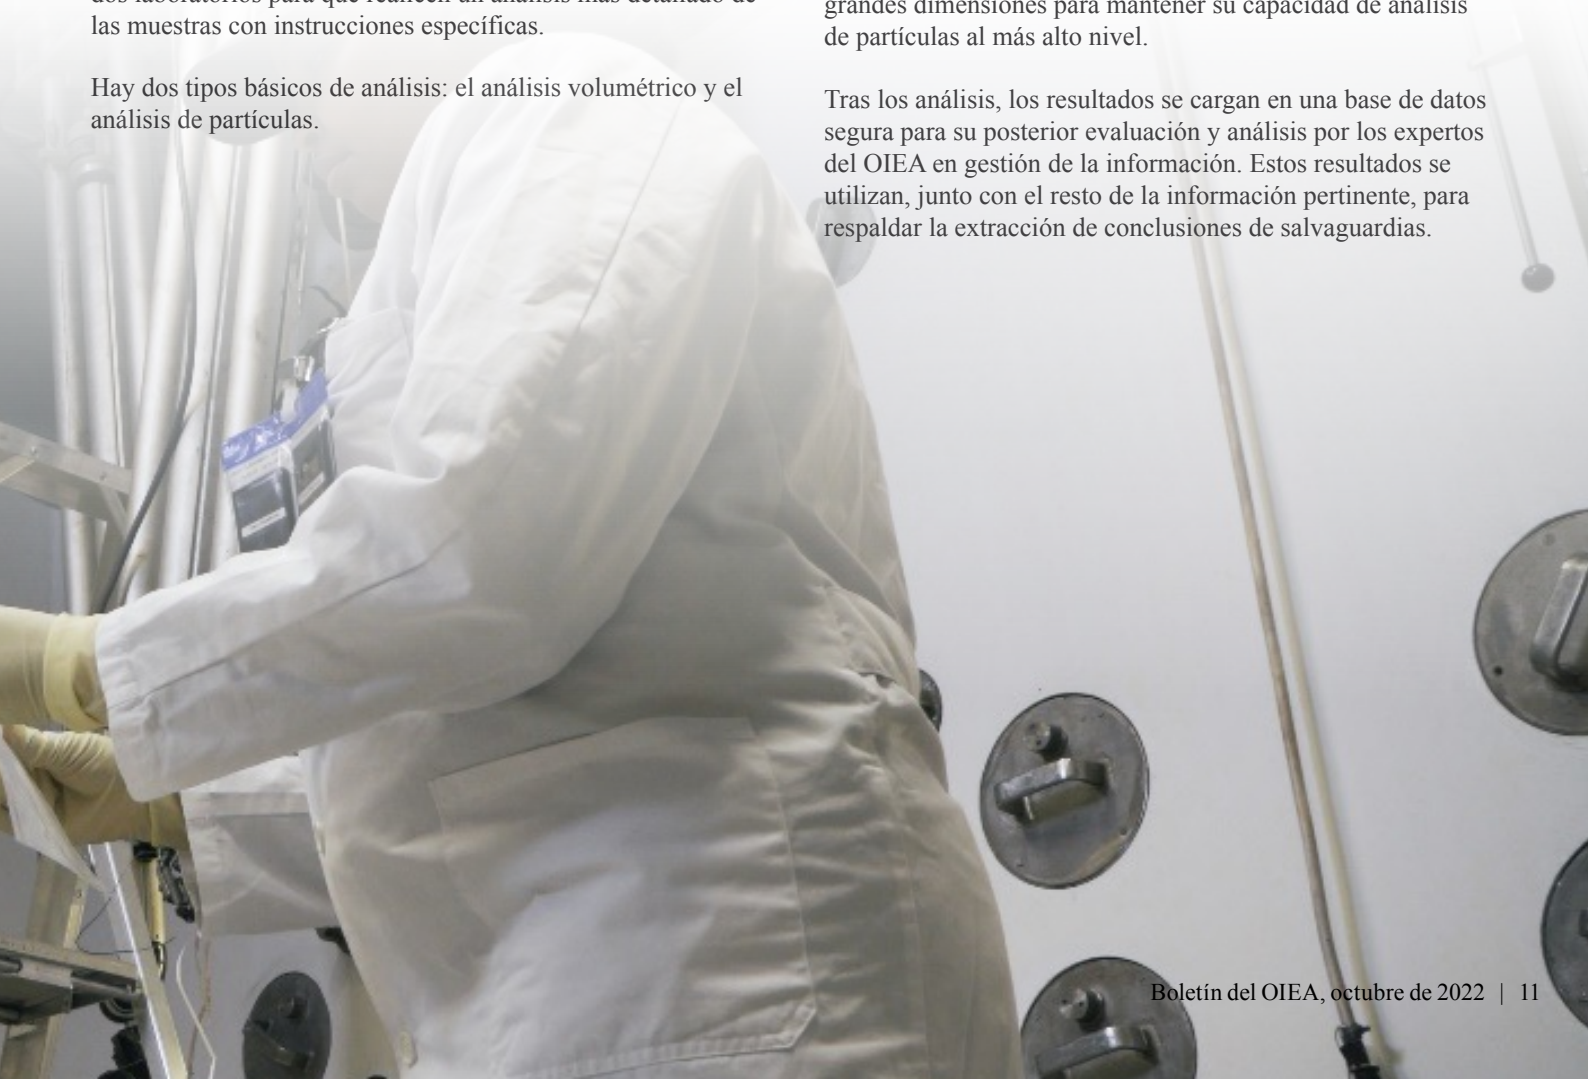 dos laboratorios para que realicen un análisis más detallado de
las muestras con instrucciones específicas.
Hay dos tipos básicos de análisis: el análisis volumétrico y el
análisis de partículas.
grandes dimensiones para mantener su capacidad de análisis
de partículas al más alto nivel.
Tras los análisis, los resultados se cargan en una base de datos
segura para su posterior evaluación y análisis por los expertos
del OIEA en gestión de la información. Estos resultados se
utilizan, junto con el resto de la información pertinente, para
respaldar la extracción de conclusiones de salvaguardias.
Boletín del OIEA, octubre de 2022 | 11